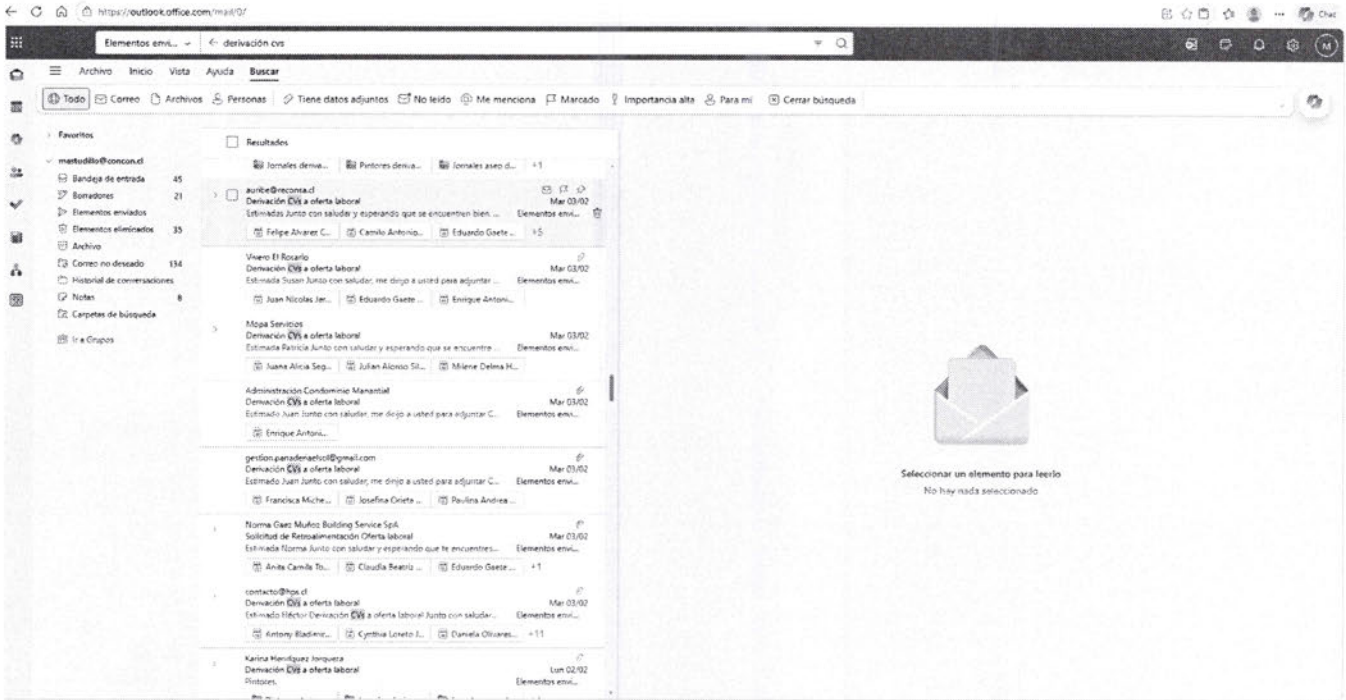 https://outlook.office.com/mail/0/
Chat
Elementos envi...
derivación cvs
M
Archivo Inicio Vista Ayuda Buscar
Todo Correo Archivos Personas Tiene datos adjuntos No leído Me menciona Marcado Importancia alta Para mí Cerrar búsqueda
Favoritos
Resultados
Jornales deriva... Pintores deriva... Jornales aseo d... +1
Bandeja de entrada 45
Borradores 21
Elementos enviados
Elementos eliminados 35
Archivo
Correo no deseado 134
Historial de conversaciones
Notas 8
Carpetas de búsqueda
Ir a Grupos
Derivación CVs a oferta laboral Mar 03/02
Estimadas Junto con saludar y esperando que se encuentren bien. ... Elementos envi...
Felipe Alvarez C... Camilo Antonio... Eduardo Gaete ... +5
Vivero El Rosario
Derivación CVs a oferta laboral Mar 03/02
Estimada Susan Junto con saludar, me dirijo a usted para adjuntar ... Elementos envi...
Juan Nicolas Jer... Eduardo Gaete ... Enrique Antoni...
Mopa Servicios
Derivación CVs a oferta laboral Mar 03/02
Estimada Patricia Junto con saludar y esperando que se encuentre ... Elementos envi...
Juana Alicia Seg... Julian Alonso Sil... Milene Delma H...
Administración Condominio Manantial
Derivación CVs a oferta laboral Mar 03/02
Estimado Juan Junto con saludar, me dirijo a usted para adjuntar C... Elementos envi...
Enrique Antoni...
gestion.panaderiaelsol@gmail.com
Derivación CVs a oferta laboral Mar 03/02
Estimado Juan Junto con saludar, me dirijo a usted para adjuntar C... Elementos envi...
Francisca Miche... Josefina Oriete ... Paulina Andrea ...
Norma Gaez Muñoz Building Service SpA
Solicitud de Retroalimentación Oferta laboral Mar 03/02
Estimada Norma Junto con saludar y esperando que te encuentres... Elementos envi...
Anita Camila To... Claudia Beatriz ... Eduardo Gaete ... +1
contacto@hps.cl
Derivación CVs a oferta laboral Mar 03/02
Estimado Héctor Derivación CVs a oferta laboral Junto con saludar... Elementos envi...
Antony Bladimir... Cynthia Loreto J... Daniela Olivares... +11
Karina Henríquez Jorquera
Derivación CVs a oferta laboral Lun 02/02
Pintores. Elementos envi...
Seleccionar un elemento para leerlo
No hay nada seleccionado